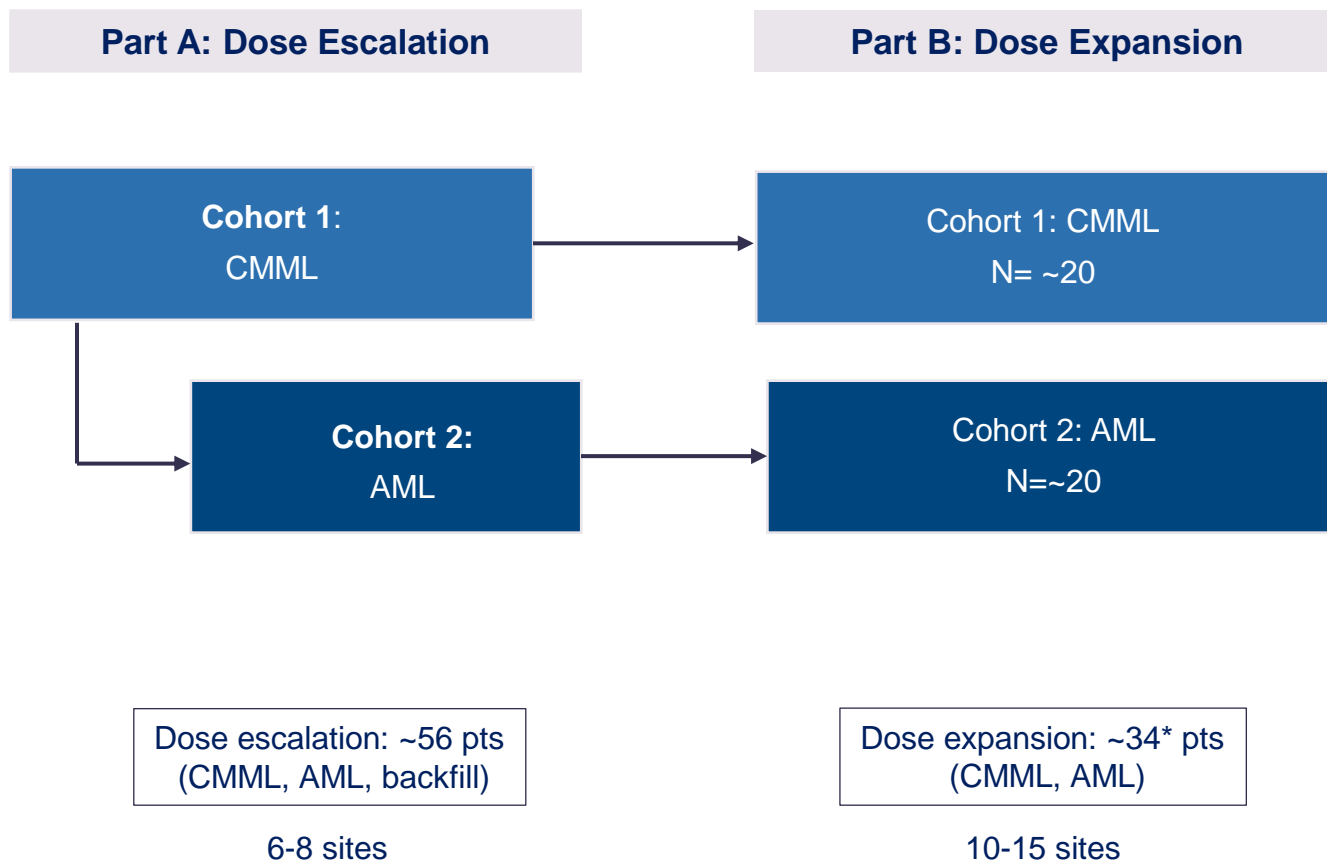 Part A: Dose Escalation
Part B: Dose Expansion
Cohort 1:
CMML
Cohort 1: CMML
N= ~20
Cohort 2:
AML
Cohort 2: AML
N=~20
Dose escalation: ~56 pts
(CMML, AML, backfill)
Dose expansion: ~34* pts
(CMML, AML)
6-8 sites
10-15 sites